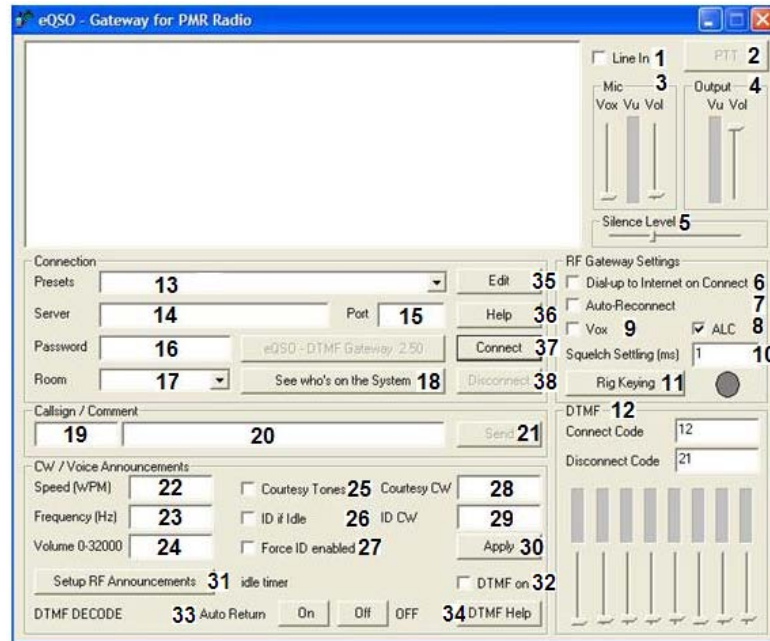 eQSO - Gateway for PMR Radio
Line In 1 PTT 2
Mic 3 Output 4
Vox Vu Vol Vu Vol
Silence Level 5
Connection
Presets 13 Edit 35
Server 14 Port 15 Help 36
Password 16 eQSO - DTMF Gateway 2.50 Connect 37
Room 17 See who's on the System 18 Disconnect 38
RF Gateway Settings
Dial-up to Internet on Connect 6
Auto-Reconnect 7
Vox 9 ALC 8
Squelch Settling (ms) 1 10
Rig Keying 11
Callsign / Comment
19 20 Send 21
DTMF 12
Connect Code 12
Disconnect Code 21
CW / Voice Announcements
Speed (WPM) 22 Courtesy Tones 25 Courtesy CW 28
Frequency (Hz) 23 ID if Idle 26 ID CW 29
Volume 0-32000 24 Force ID enabled 27 Apply 30
Setup RF Announcements 31 idle timer DTMF on 32
DTMF DECODE 33 Auto Return On Off OFF 34 DTMF Help